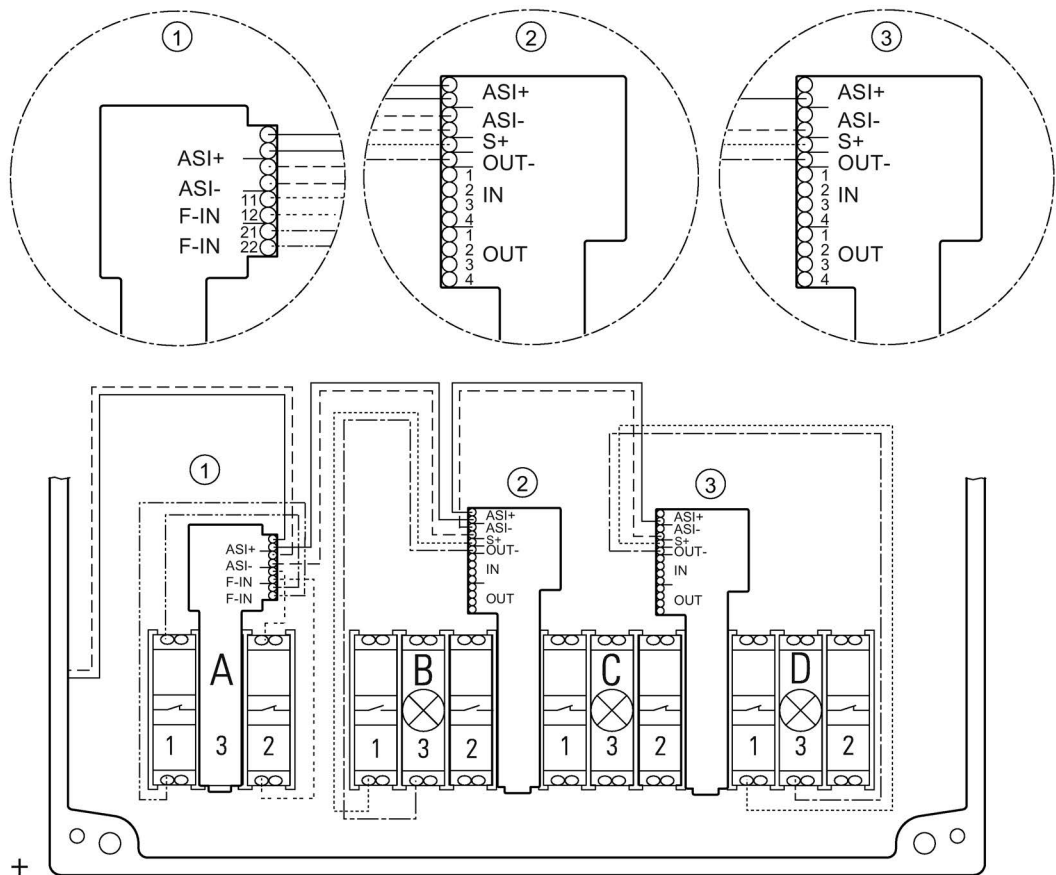 1
ASI+
ASI-
11
F-IN 12
21
F-IN 22
2
ASI+
ASI-
S+
OUT-
1
2 IN
3
4
1
2 OUT
3
4
3
ASI+
ASI-
S+
OUT-
1
2 IN
3
4
1
2 OUT
3
4
1
ASI+
ASI-
F-IN
F-IN
2
ASI+
ASI-
S+
OUT-
IN
OUT
3
ASI+
ASI-
S+
OUT-
IN
OUT
A
B
C
D
1 3 2
1 3 2
1 3 2
1 3 2
+